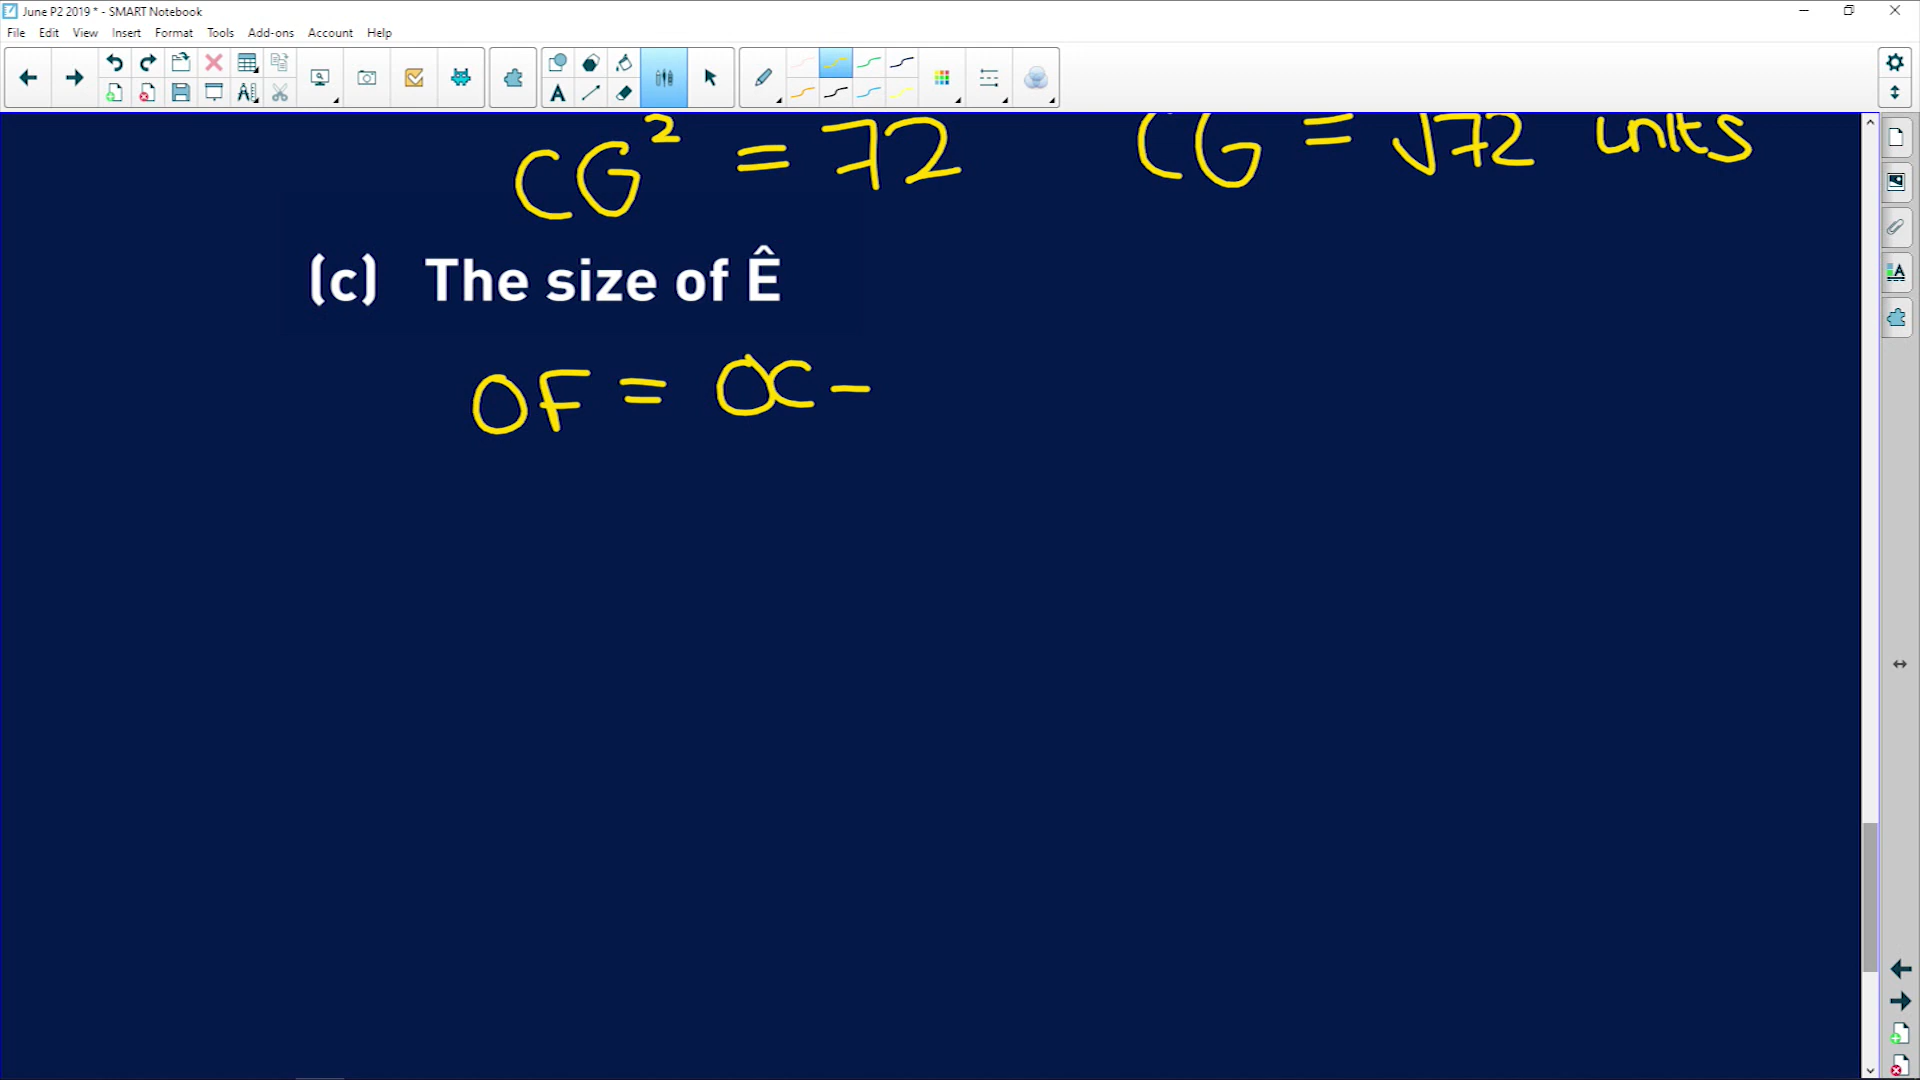 June P2 2019 * - SMART Notebook
File Edit View Insert Format Tools Add-ons Account Help
CG² = 72 CG = √72 units
(c) The size of Ê
OF = OC -